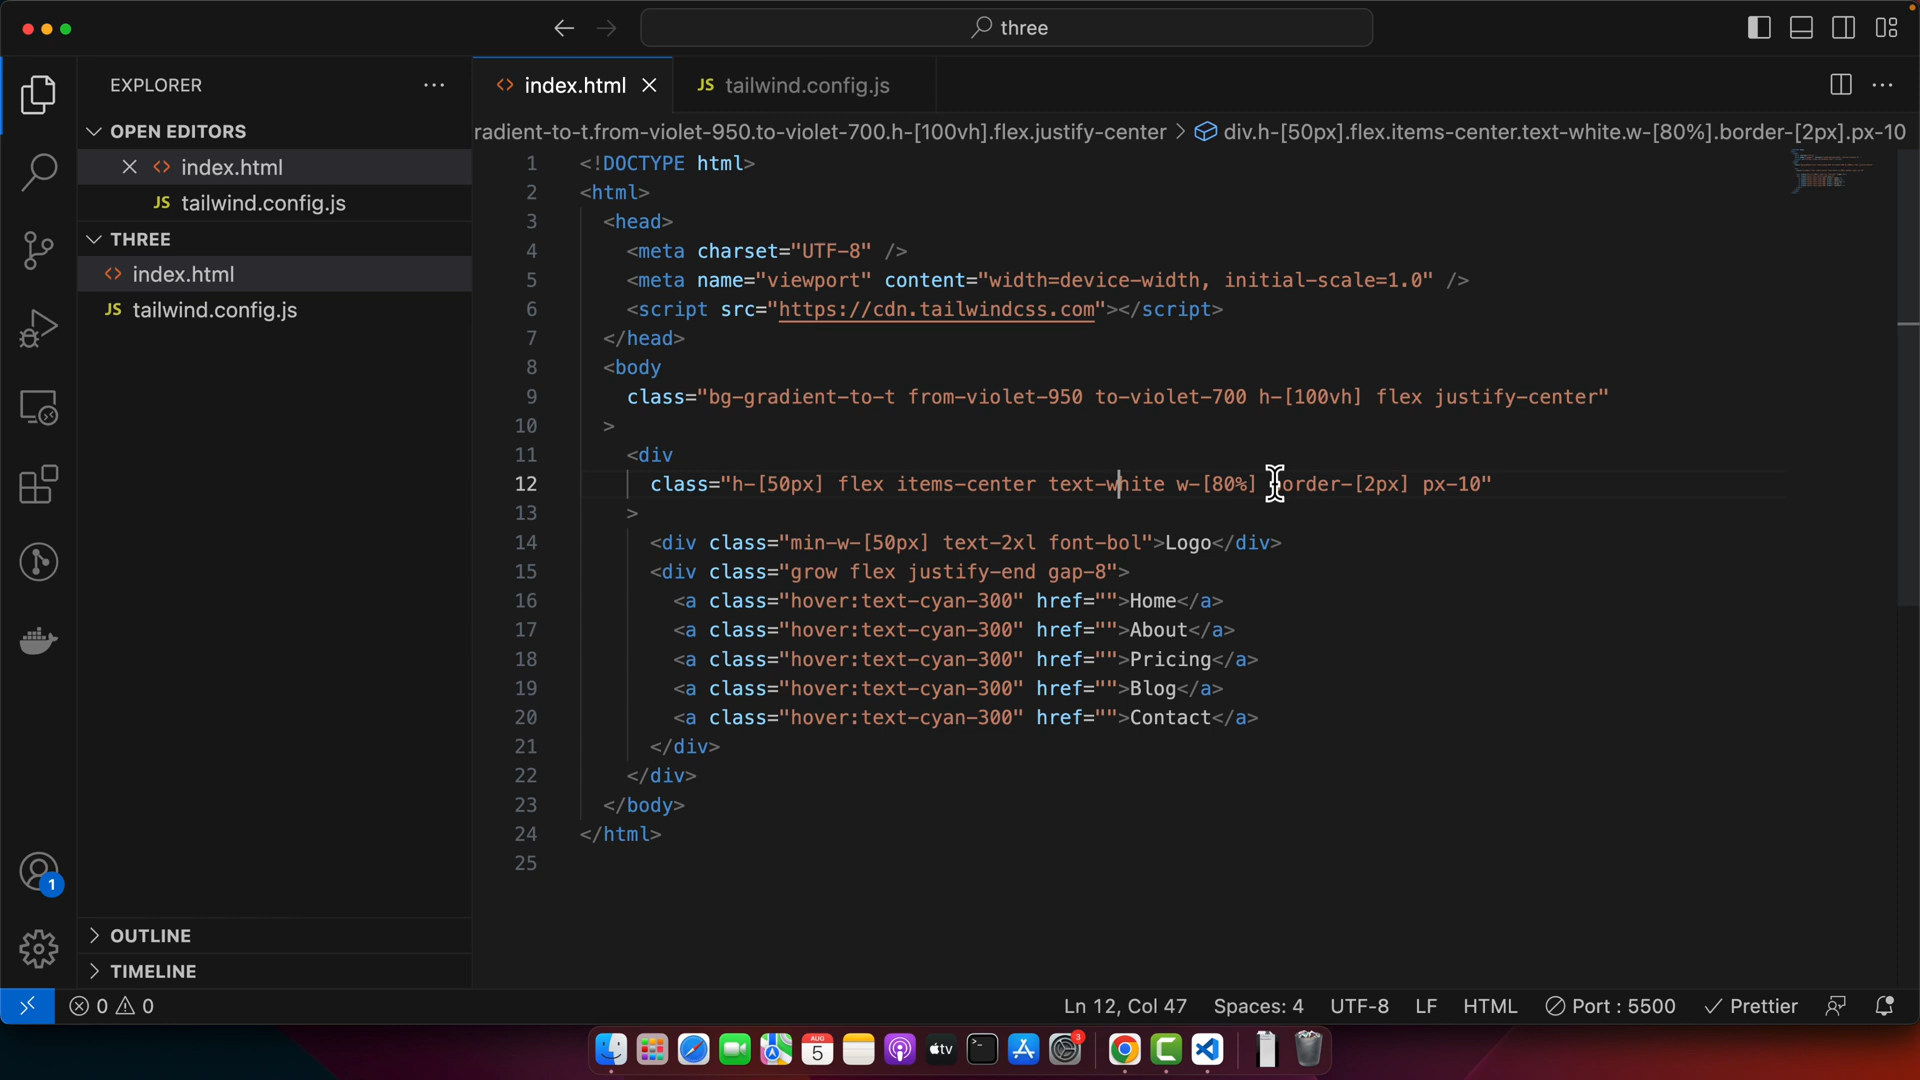 three
EXPLORER
index.html
JS tailwind.config.js
OPEN EDITORS
radient-to-t.from-violet-950.to-violet-700.h-[100vh].flex.justify-center
div.h-[50px].flex.items-center.text-white.w-[80%].border-[2px].px-10
index.html
JS tailwind.config.js
THREE
index.html
JS tailwind.config.js
1 <!DOCTYPE html>
2 <html>
3 <head>
4 <meta charset="UTF-8" />
5 <meta name="viewport" content="width=device-width, initial-scale=1.0" />
6 <script src="https://cdn.tailwindcss.com"></script>
7 </head>
8 <body
9 class="bg-gradient-to-t from-violet-950 to-violet-700 h-[100vh] flex justify-center"
10 >
11 <div
12 class="h-[50px] flex items-center text-white w-[80%] border-[2px] px-10"
13 >
14 <div class="min-w-[50px] text-2xl font-bol">Logo</div>
15 <div class="grow flex justify-end gap-8">
16 <a class="hover:text-cyan-300" href="">Home</a>
17 <a class="hover:text-cyan-300" href="">About</a>
18 <a class="hover:text-cyan-300" href="">Pricing</a>
19 <a class="hover:text-cyan-300" href="">Blog</a>
20 <a class="hover:text-cyan-300" href="">Contact</a>
21 </div>
22 </div>
23 </body>
24 </html>
25
1
OUTLINE
TIMELINE
0 0
Ln 12, Col 47
Spaces: 4
UTF-8
LF
HTML
Port : 5500
Prettier
AUG
5
tv
3